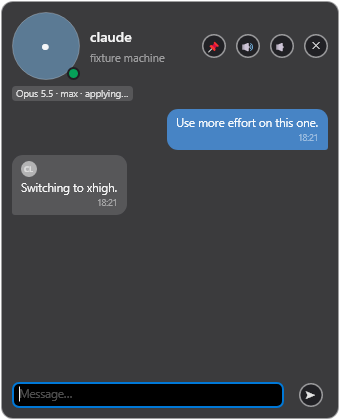 claude
fixture machine
Opus 5.5 · max · applying...
Use more effort on this one.
18:21
CL
Switching to xhigh.
18:21
Message...